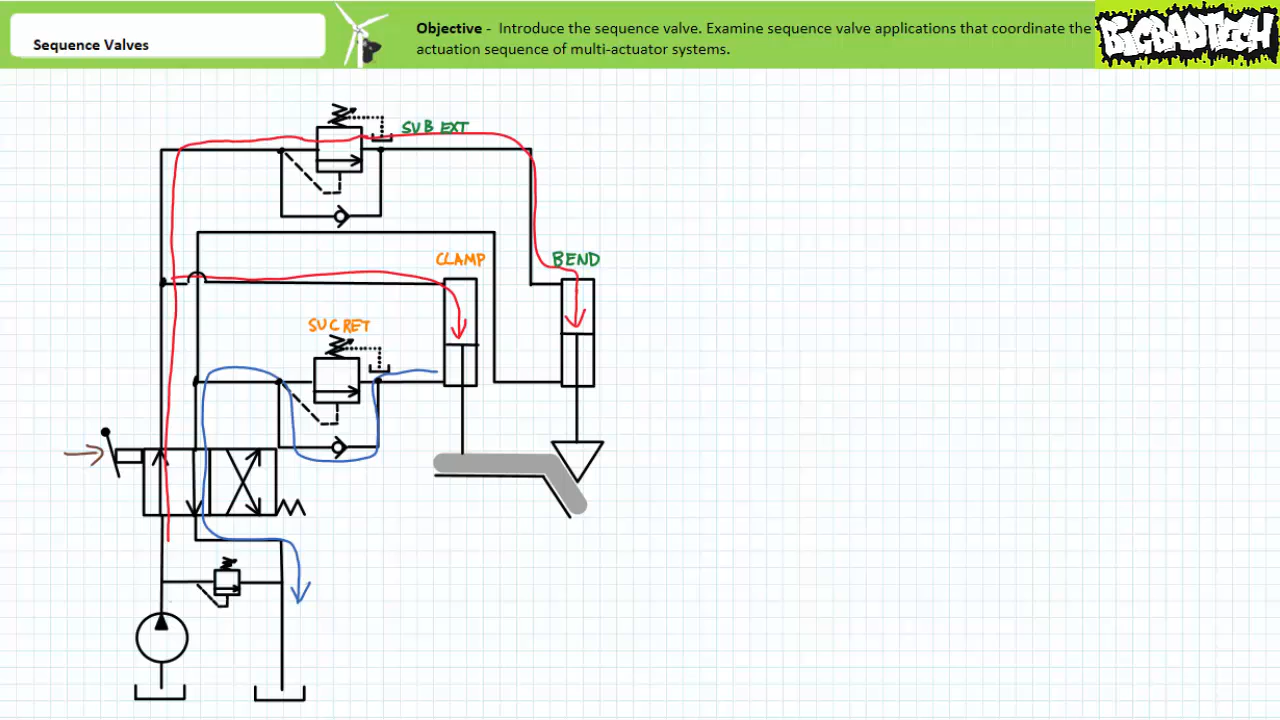 Sequence Valves
Objective - Introduce the sequence valve. Examine sequence valve applications that coordinate the
actuation sequence of multi-actuator systems.
BIGBADTECH
SUB EXT
CLAMP
BEND
SUC RET